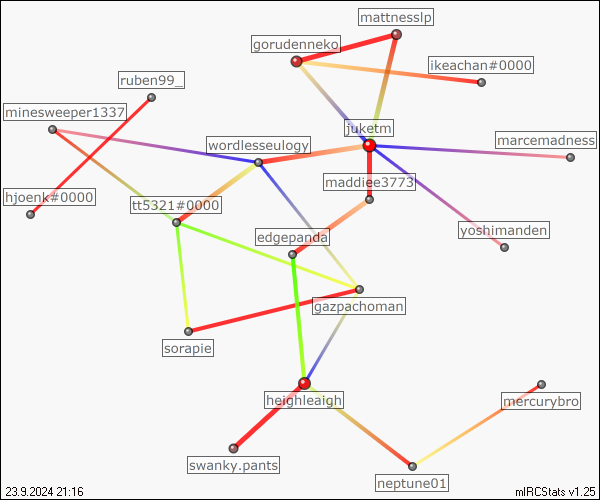 mattnesslp
gorudenneko
ikeachan#0000
ruben99_
minesweeper1337
juketm
wordlesseulogy
marcemadness
maddiee3773
hjoenk#0000
tt5321#0000
yoshimanden
edgepanda
gazpachoman
sorapie
heighleaigh
mercurybro
swanky.pants
neptune01
23.9.2024 21:16
mIRCStats v1.25